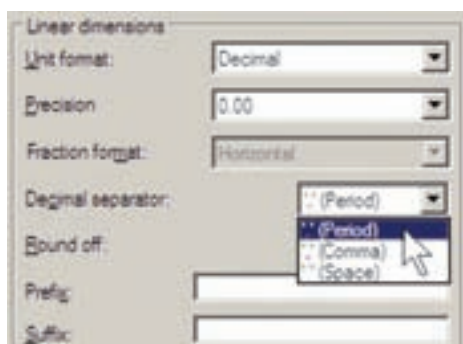 Linear dimensions
Unit format: Decimal
Precision 0.00
Fraction format: Horizontal
Decimal separator: '.' (Period)
'.' (Period)
Round off: ',' (Comma)
' ' (Space)
Prefix:
Suffix: